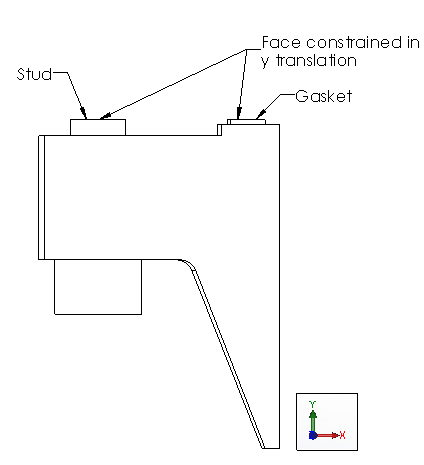 Face constrained in
y translation
Stud
Gasket
Y
X